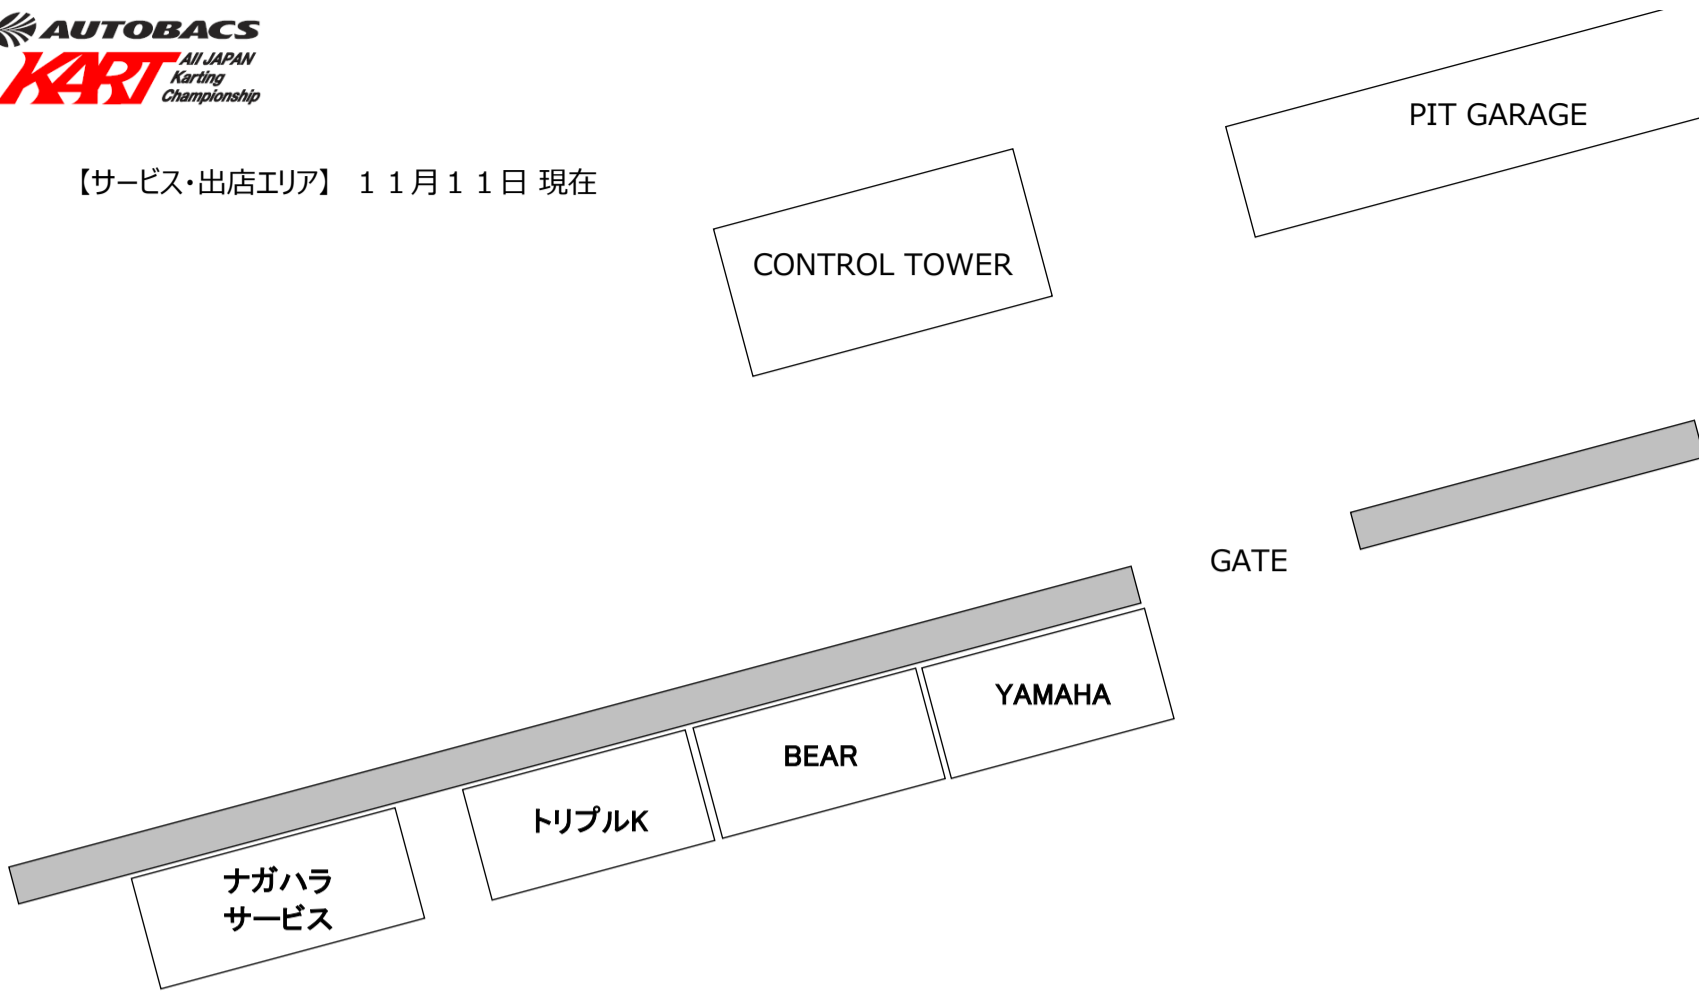 AUTOBACS
KART
All JAPAN
Karting
Championship
【サービス・出店エリア】 １１月１１日 現在
PIT GARAGE
CONTROL TOWER
GATE
YAMAHA
BEAR
トリプルK
ナガハラ
サービス